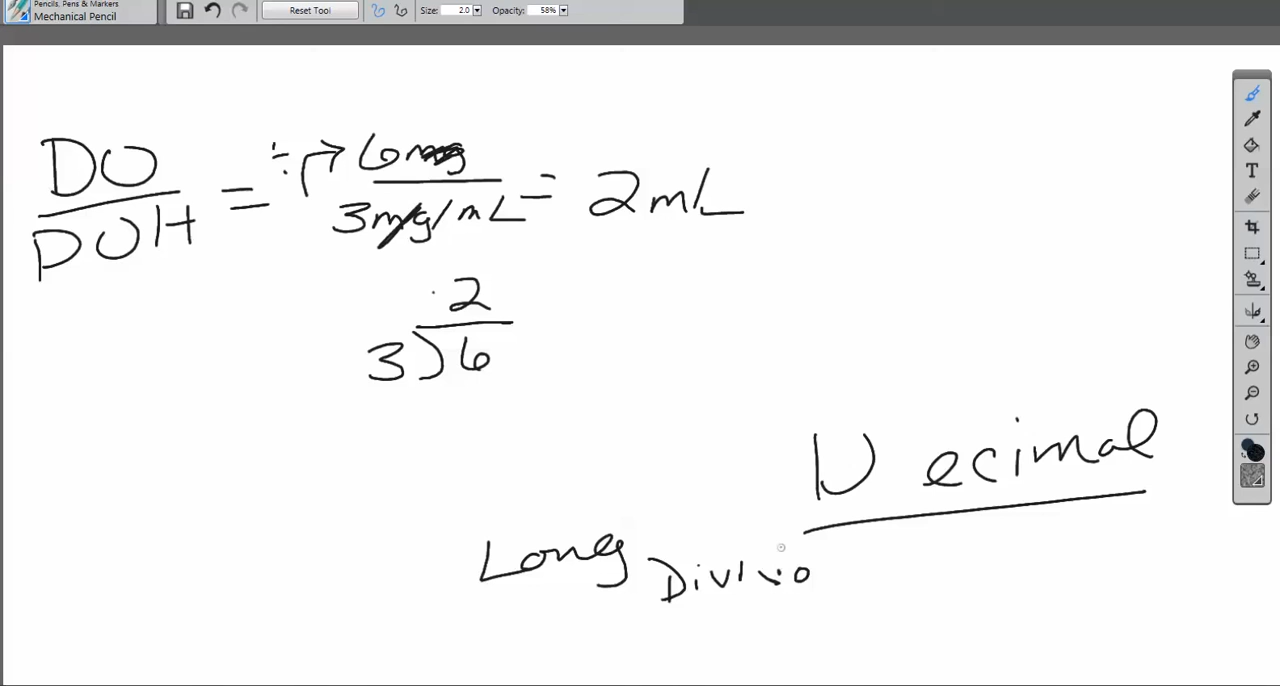 Pencils, Pens & Markers
Mechanical Pencil
Reset Tool
Size: 2.0
Opacity: 58%
DO
DOH
=
÷
6mg
3mg/mL
= 2mL
2
3)6
Decimal
Long Divisio
T